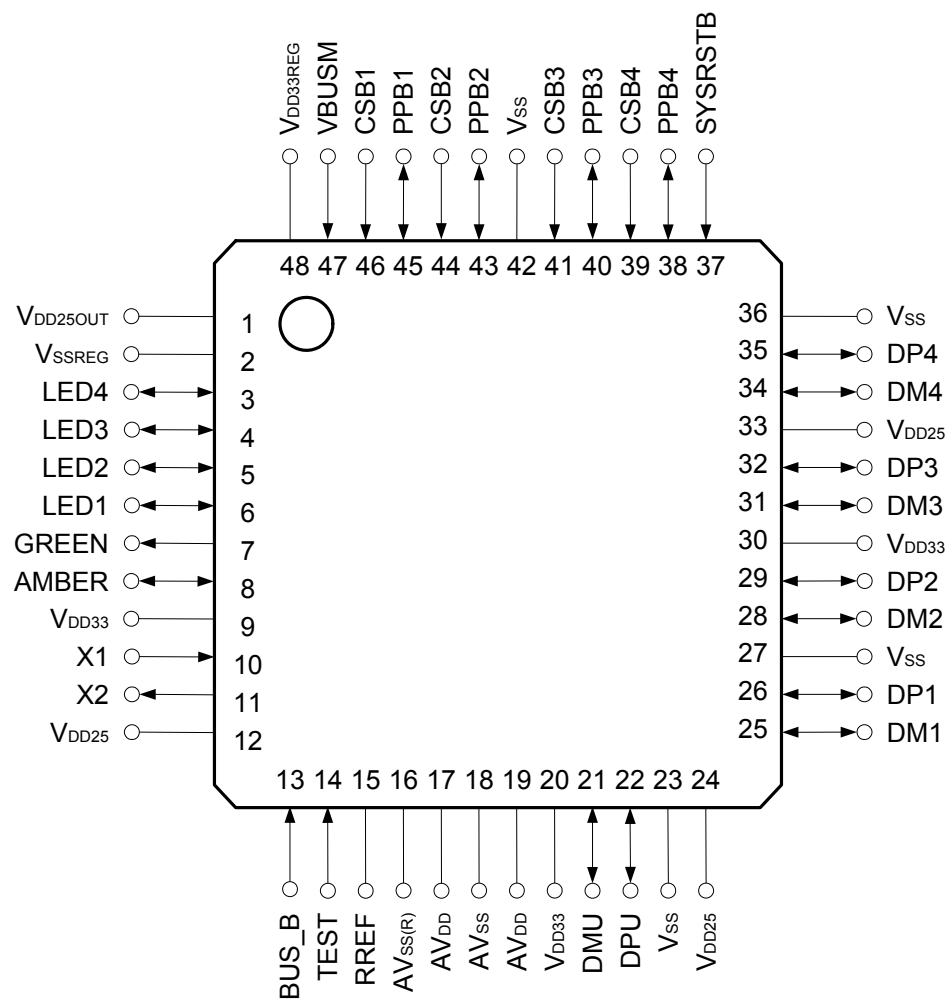 VDD33REG
VBUSM
CSB1
PPB1
CSB2
PPB2
VSS
CSB3
PPB3
CSB4
PPB4
SYSRSTB
48 47 46 45 44 43 42 41 40 39 38 37
VDD25OUT 1
VSSREG 2
LED4 3
LED3 4
LED2 5
LED1 6
GREEN 7
AMBER 8
VDD33 9
X1 10
X2 11
VDD25 12
36 VSS
35 DP4
34 DM4
33 VDD25
32 DP3
31 DM3
30 VDD33
29 DP2
28 DM2
27 VSS
26 DP1
25 DM1
13 14 15 16 17 18 19 20 21 22 23 24
BUS_B
TEST
RREF
AVSS(R)
AVDD
AVSS
AVDD
VDD33
DMU
DPU
VSS
VDD25